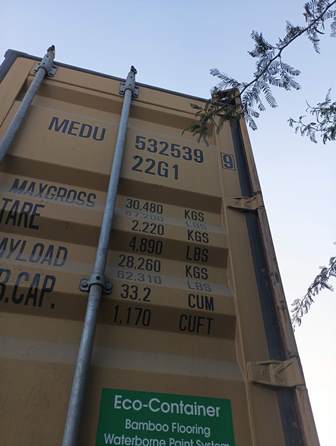 MEDU 532539 9
22G1
MAXGROSS 30.480 KGS
67.200 LBS
TARE 2.220 KGS
4.890 LBS
AYLOAD 28.260 KGS
62.310 LBS
B.CAP. 33.2 CUM
1.170 CUFT
Eco-Container
Bamboo Flooring
Waterborne Paint System